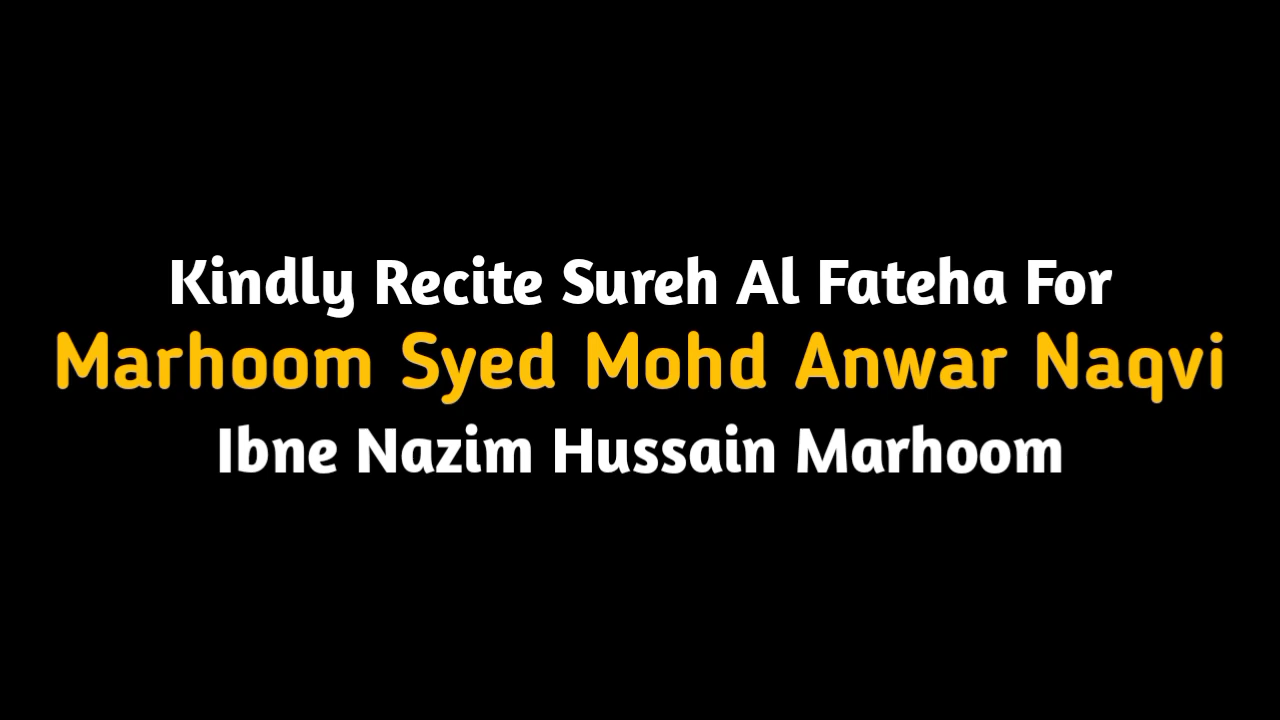 Kindly Recite Sureh Al Fateha For
Marhoom Syed Mohd Anwar Naqvi
Ibne Nazim Hussain Marhoom